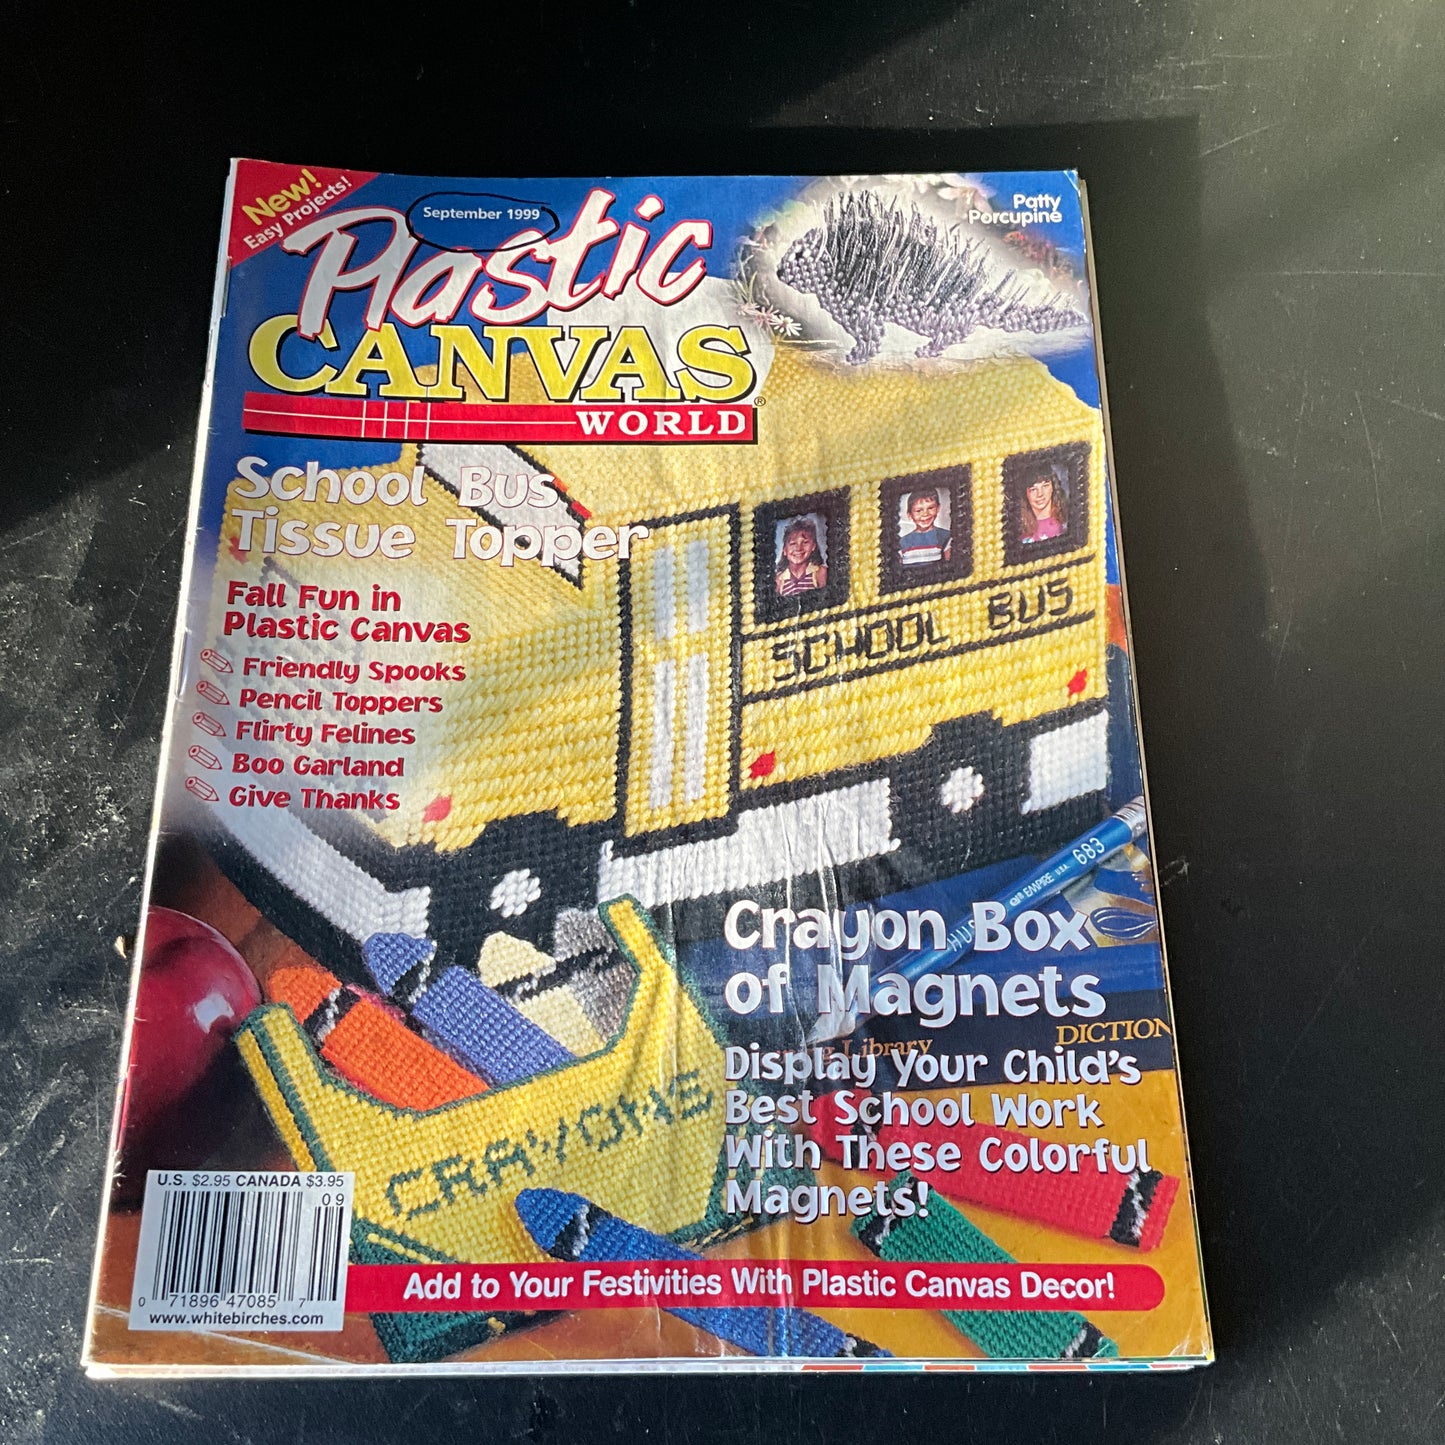 New!
Easy Projects!
September 1999
Plastic
CANVAS®
WORLD
Patty
Porcupine
School Bus
Tissue Topper
Fall Fun in
Plastic Canvas
Friendly Spooks
Pencil Toppers
Flirty Felines
Boo Garland
Give Thanks
SCHOOL BUS
EMPIRE U.S.A. 683
Crayon Box
of Magnets
DICTION
Library
Display Your Child's
Best School Work
With These Colorful
Magnets!
CRAYONS
U.S. $2.95 CANADA $3.95
09
0 71896 47085 7
www.whitebirches.com
Add to Your Festivities With Plastic Canvas Decor!